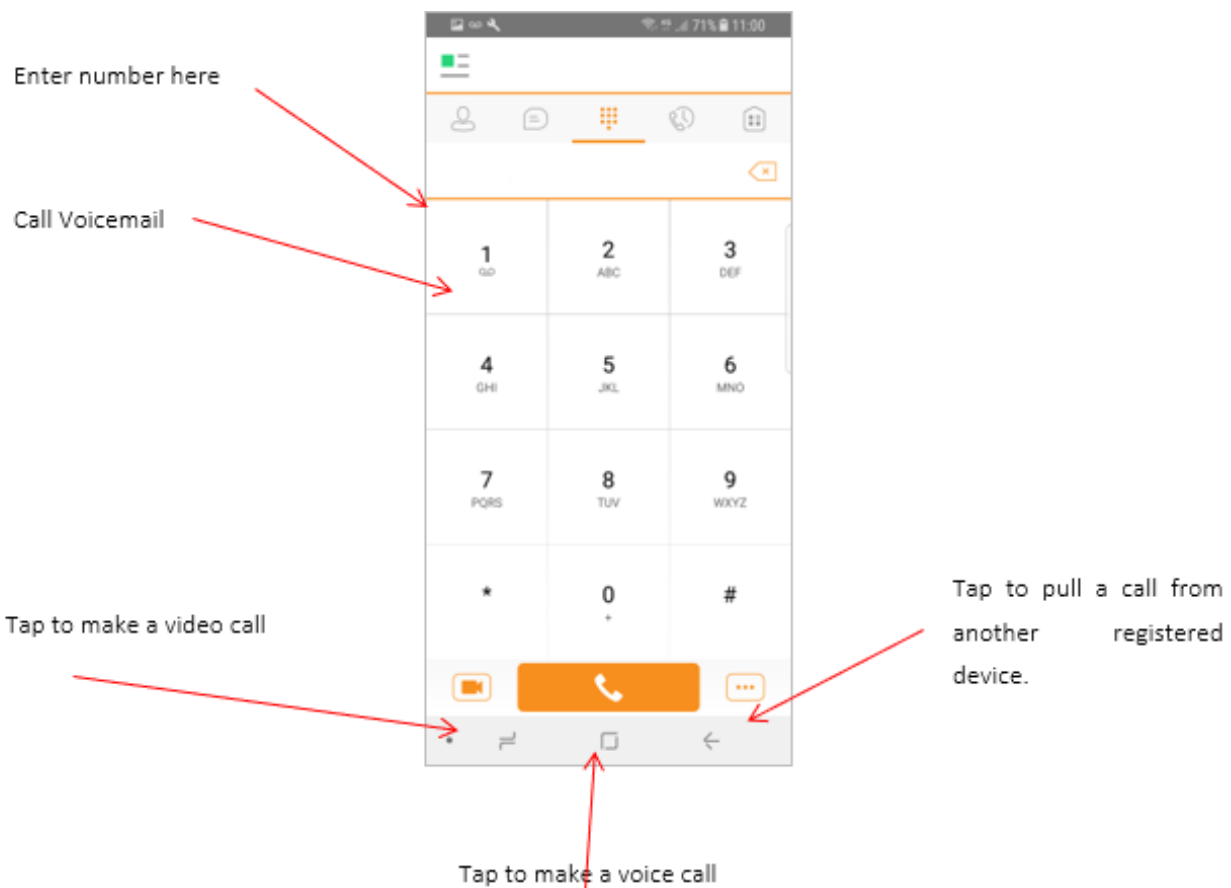 71% 11:00
Enter number here
Call Voicemail
1 2 3
ABC DEF
4 5 6
GHI JKL MNO
7 8 9
PQRS TUV WXYZ
* 0 #
+
Tap to make a video call
Tap to pull a call from
another registered
device.
Tap to make a voice call